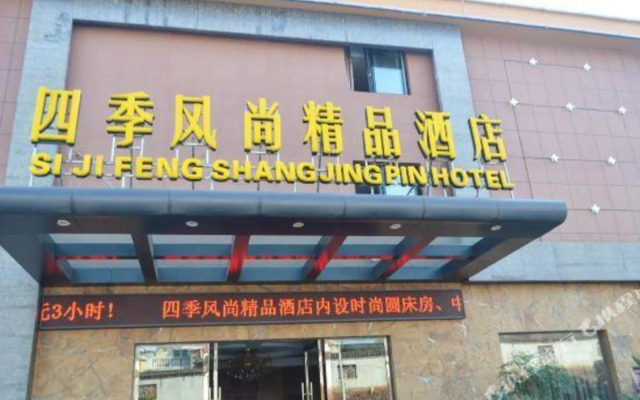 四季风尚精品酒店
SI JI FENG SHANG JING PIN HOTEL
元3小时！ 四季风尚精品酒店内设时尚圆床房、中